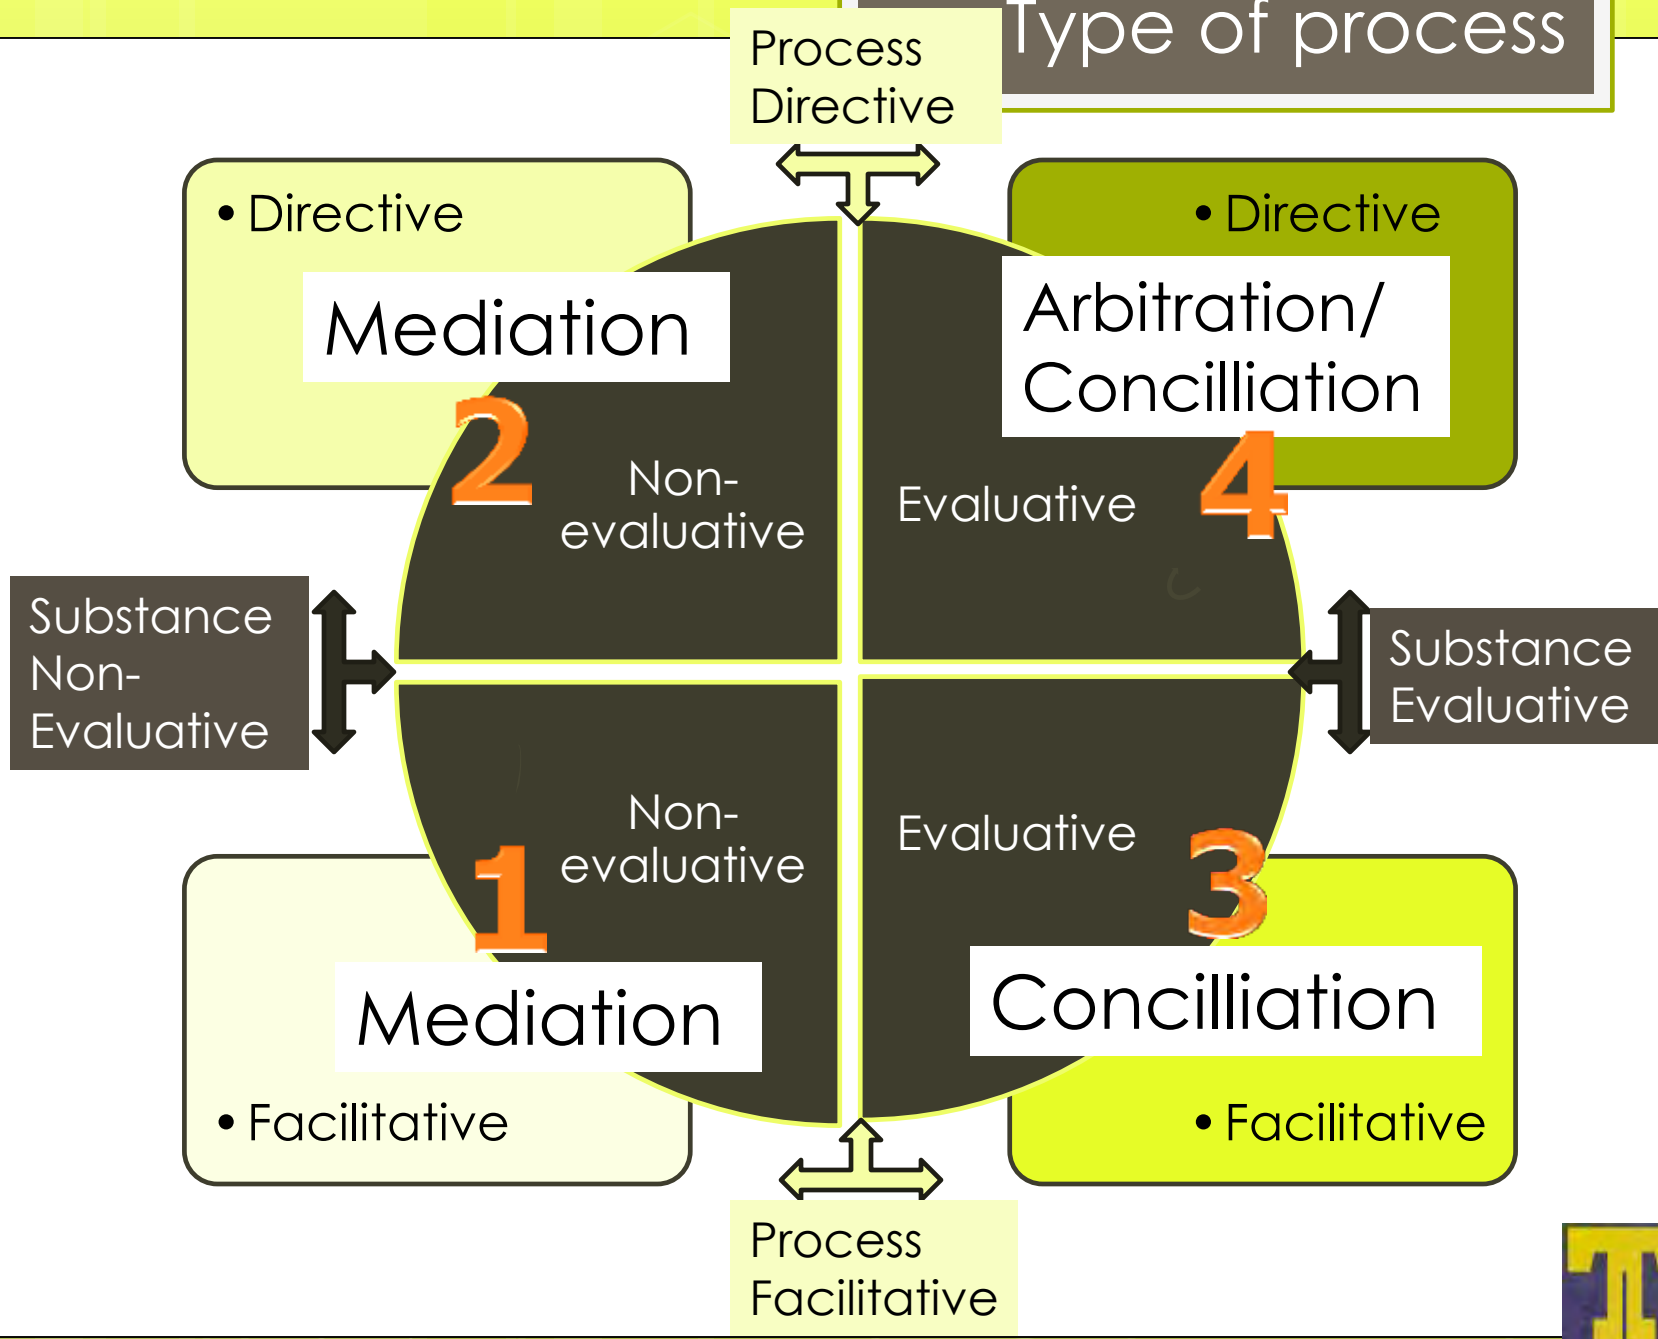 Type of process
Process
Directive
• Directive
• Directive
Mediation
Arbitration/
Concilliation
2
4
Non-
evaluative
Evaluative
Substance
Non-
Evaluative
Substance
Evaluative
Non-
evaluative
Evaluative
1
3
Mediation
Concilliation
• Facilitative
• Facilitative
Process
Facilitative